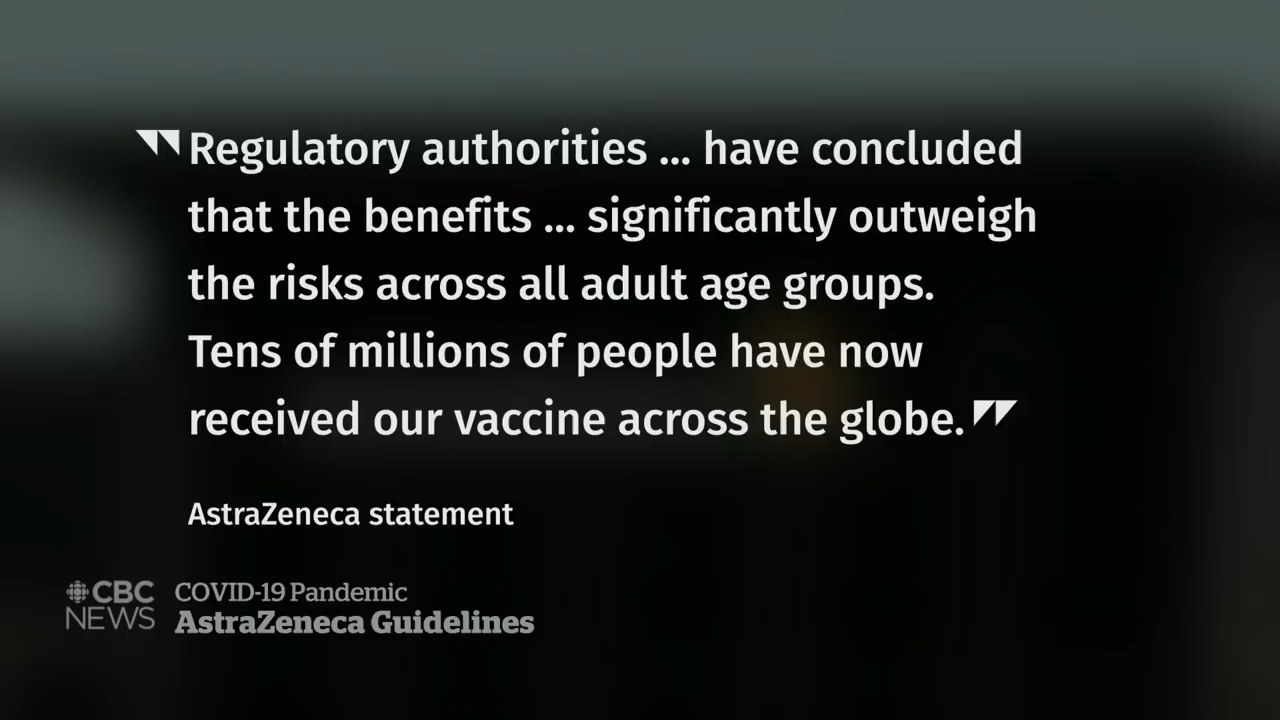 Regulatory authorities ... have concluded
that the benefits ... significantly outweigh
the risks across all adult age groups.
Tens of millions of people have now
received our vaccine across the globe.
AstraZeneca statement
CBC
NEWS
COVID-19 Pandemic
AstraZeneca Guidelines